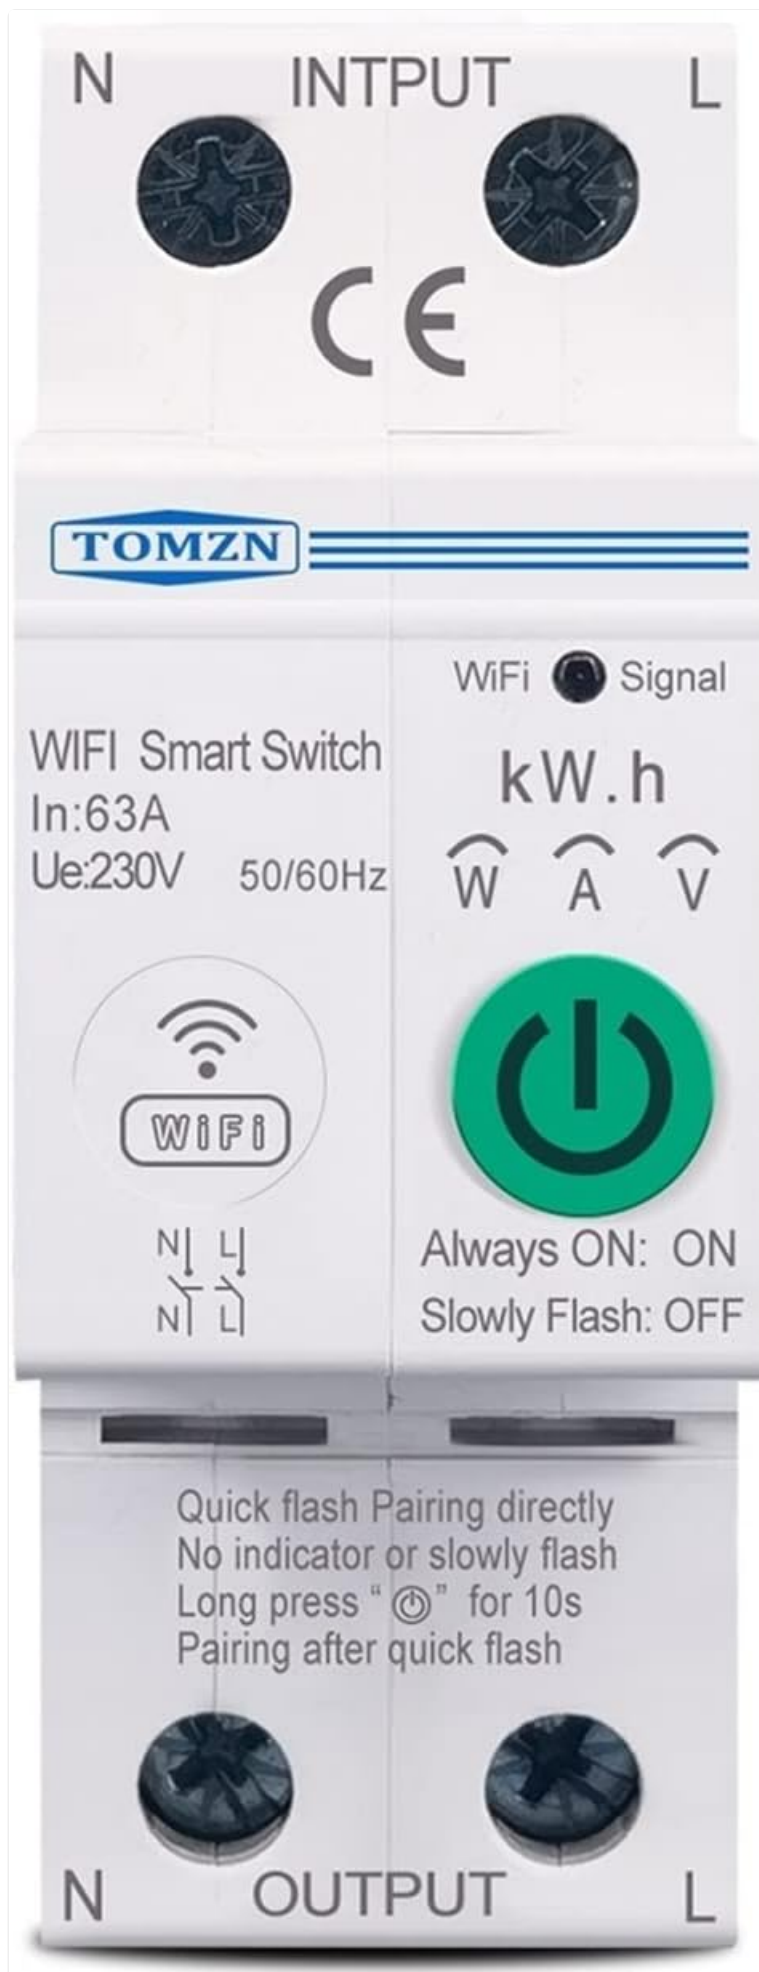 N INTPUT L
CE
TOMZN
WiFi Signal
WIFI Smart Switch
In:63A
Ue:230V 50/60Hz
kW.h
W A V
WiFi
N L
N L
Always ON: ON
Slowly Flash: OFF
Quick flash Pairing directly
No indicator or slowly flash
Long press “ ” for 10s
Pairing after quick flash
N OUTPUT L